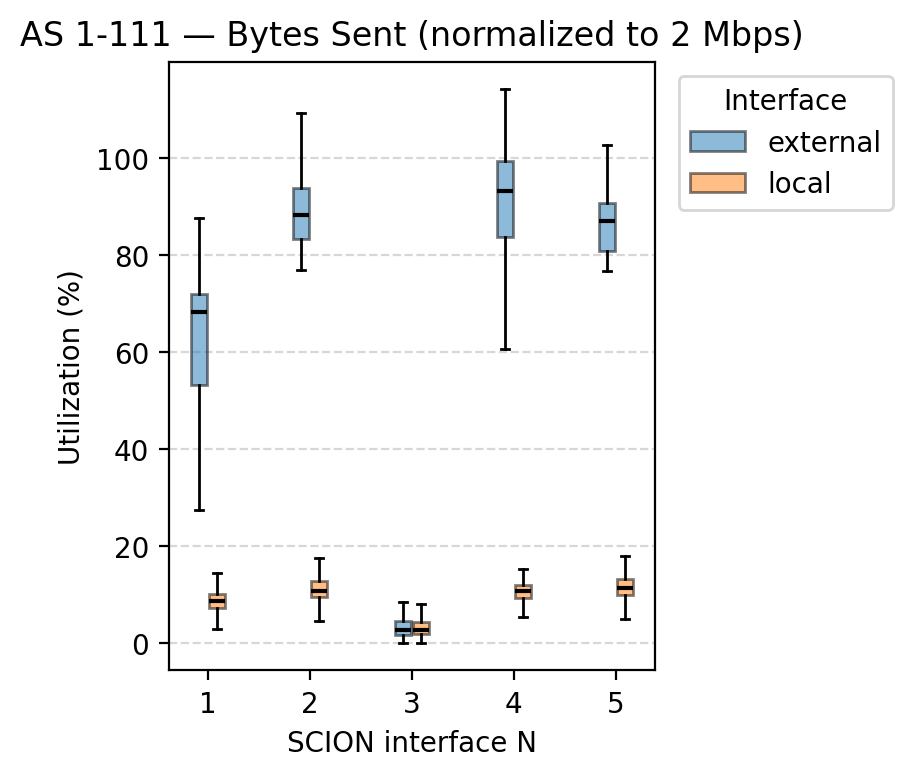 AS 1-111 — Bytes Sent (normalized to 2 Mbps)
Interface
external
local
Utilization (%)
100
80
60
40
20
0
1 2 3 4 5
SCION interface N